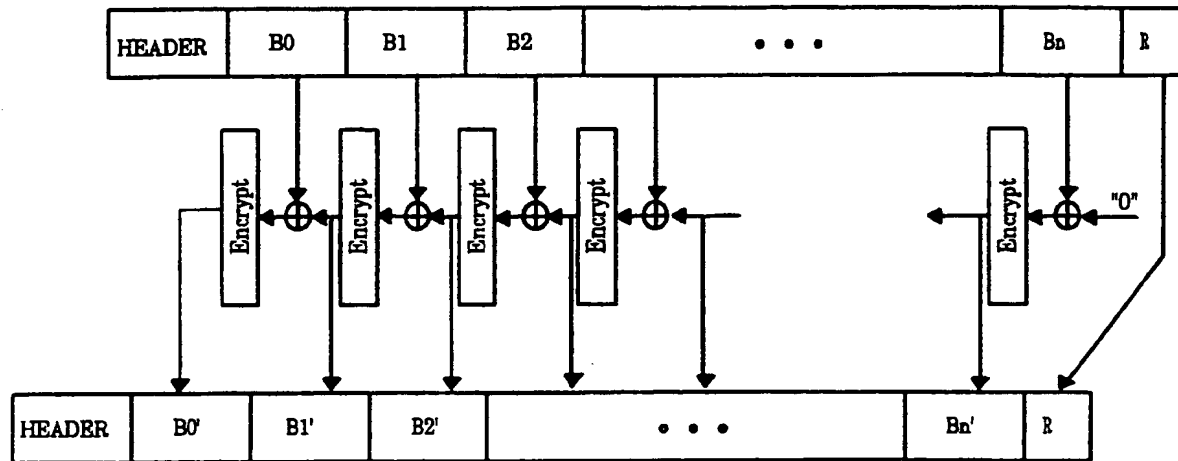 HEADER B0 B1 B2 • • • Bn R
Encrypt Encrypt Encrypt Encrypt Encrypt "0"
HEADER B0' B1' B2' • • • Bn' R